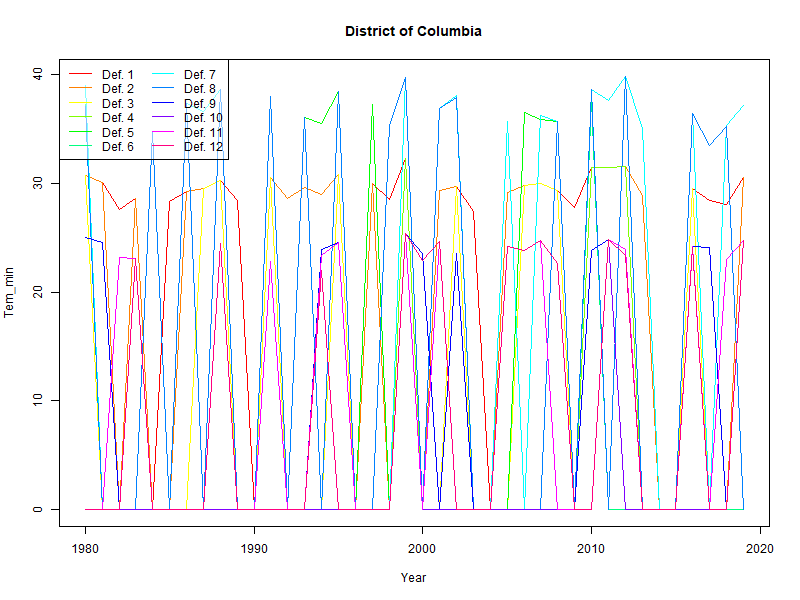 District of Columbia
Def. 1 Def. 7
Def. 2 Def. 8
Def. 3 Def. 9
Def. 4 Def. 10
Def. 5 Def. 11
Def. 6 Def. 12
40
30
20
10
0
Tem_min
1980 1990 2000 2010 2020
Year